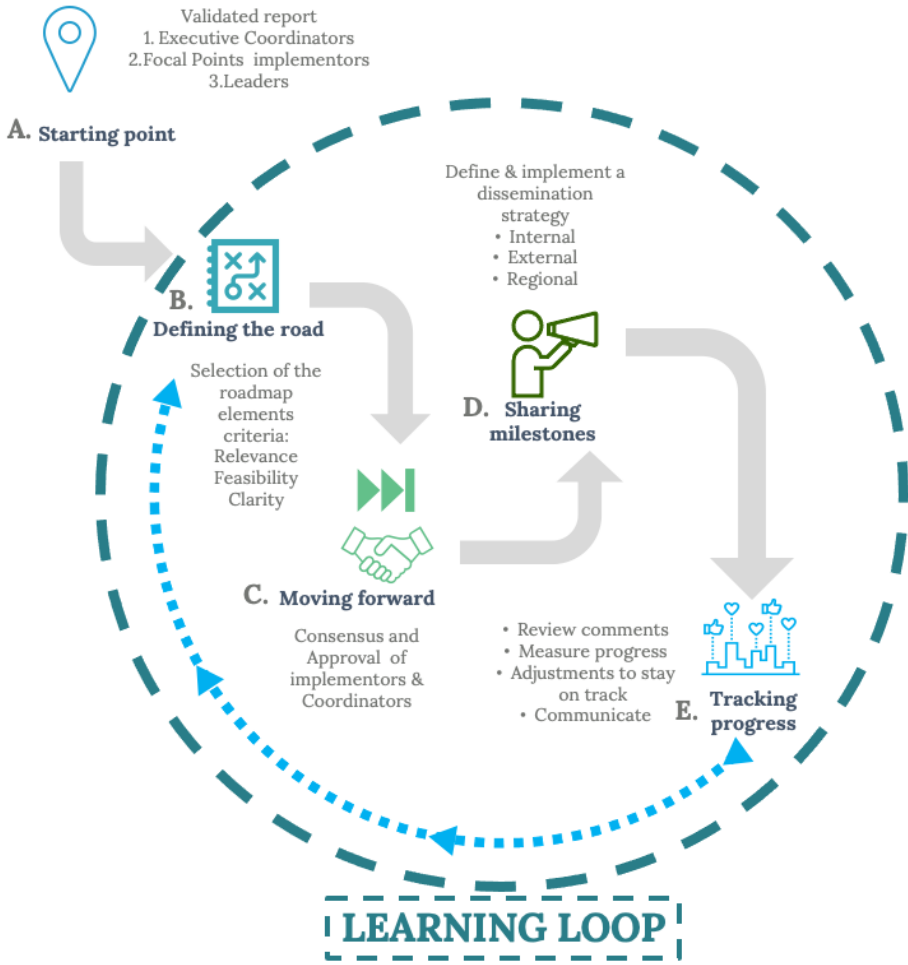 Validated report
1. Executive Coordinators
2.Focal Points implementors
3.Leaders
A. Starting point
B.
Defining the road
Selection of the
roadmap
elements
criteria:
Relevance
Feasibility
Clarity
C. Moving forward
Consensus and
Approval of
implementors &
Coordinators
Define & implement a
dissemination
strategy
• Internal
• External
• Regional
D. Sharing
milestones
• Review comments
• Measure progress
• Adjustments to stay
on track
• Communicate
E. Tracking
progress
LEARNING LOOP